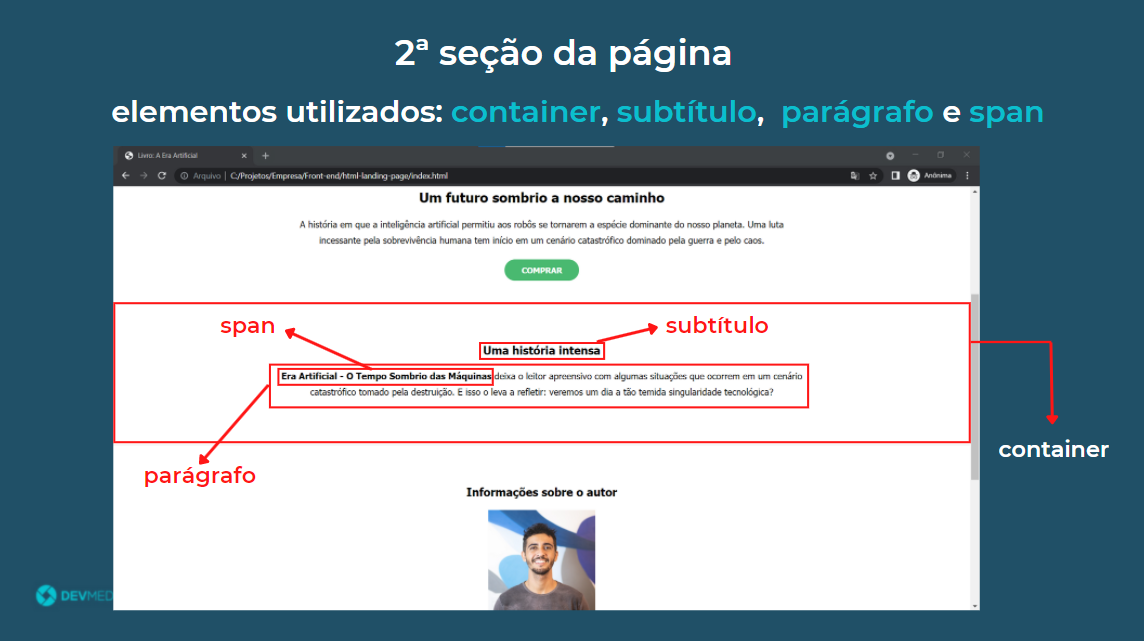 2ª seção da página
elementos utilizados: container, subtítulo, parágrafo e span
Livro: A Era Artificial
Arquivo | C:/Projetos/Empresa/Front-end/html-landing-page/index.html
Anônima
Um futuro sombrio a nosso caminho
A história em que a inteligência artificial permitiu aos robôs se tornarem a espécie dominante do nosso planeta. Uma luta
incessante pela sobrevivência humana tem início em um cenário catastrófico dominado pela guerra e pelo caos.
COMPRAR
span
subtítulo
Uma história intensa
Era Artificial - O Tempo Sombrio das Máquinas deixa o leitor apreensivo com algumas situações que ocorrem em um cenário
catastrófico tomado pela destruição. E isso o leva a refletir: veremos um dia a tão temida singularidade tecnológica?
container
parágrafo
Informações sobre o autor
DEVMED